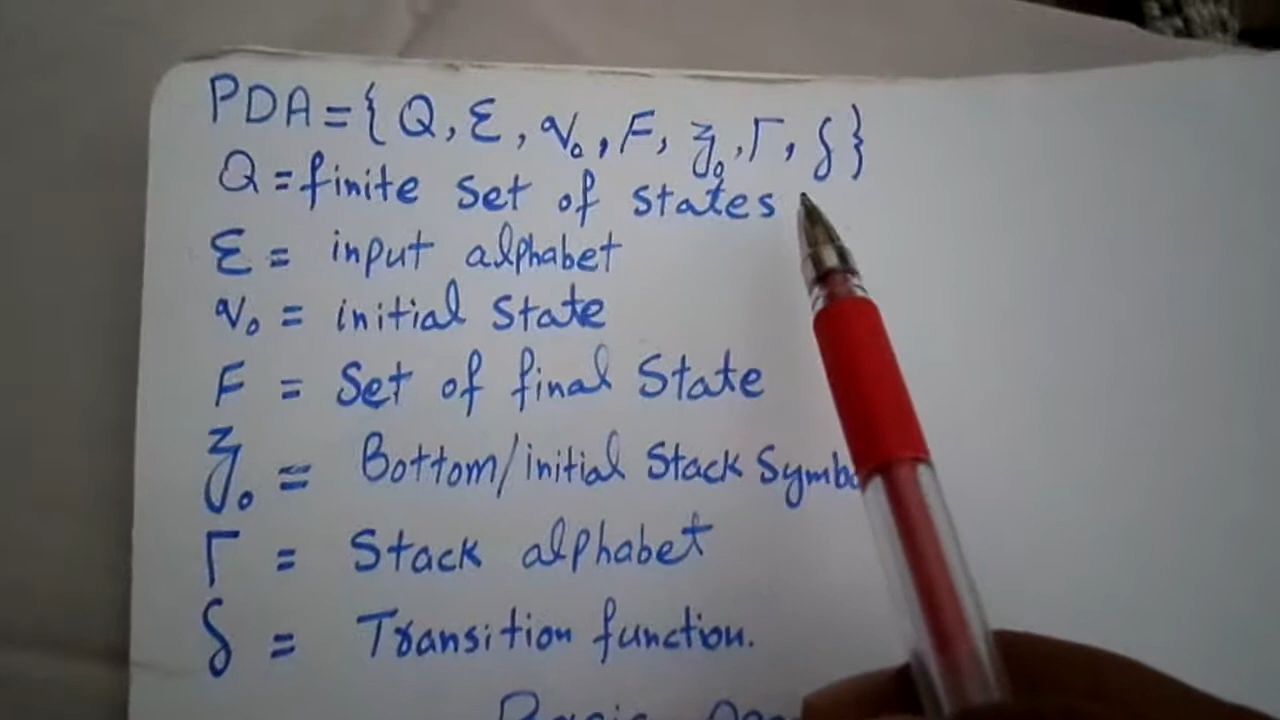 PDA={Q, Ɛ, q₀, F, z₀, Γ, δ}
Q=finite set of states
Ɛ= input alphabet
q₀ = initial State
F = Set of final State
z₀ = Bottom/initial Stack
Γ = Stack alphabet
δ = Transition function.